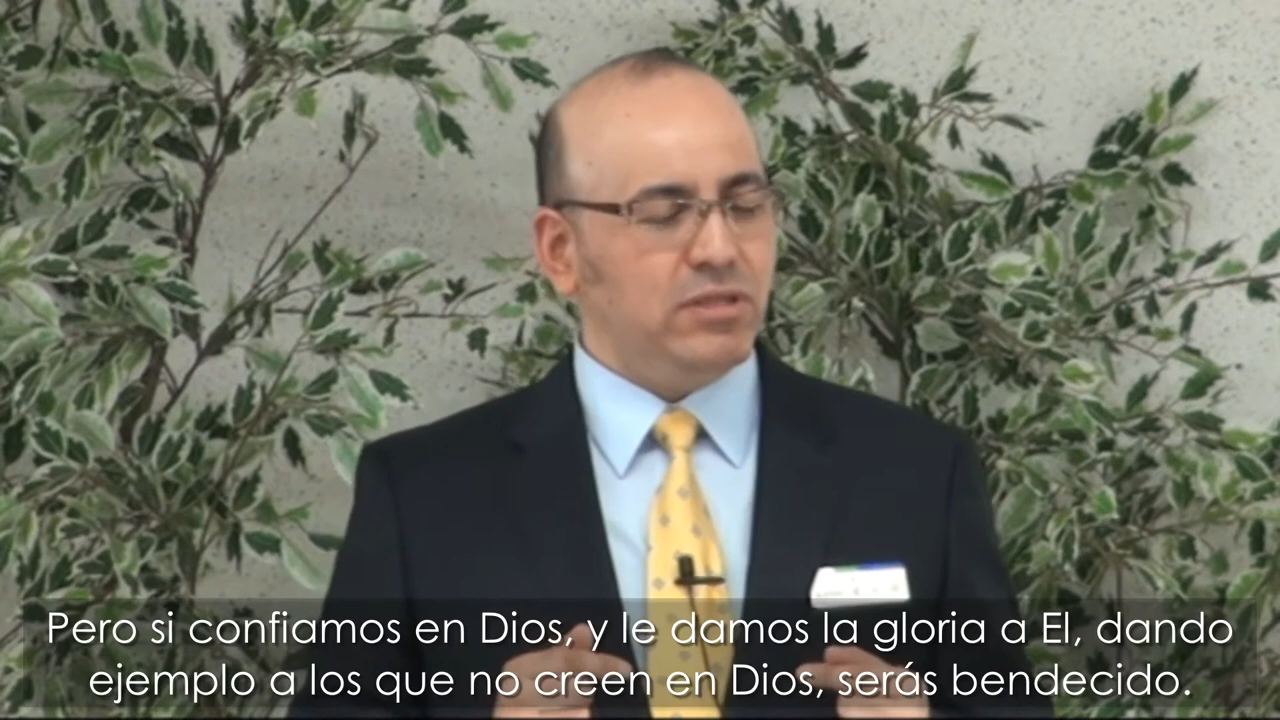 Pero si confiamos en Dios, y le damos la gloria a El, dando
ejemplo a los que no creen en Dios, serás bendecido.